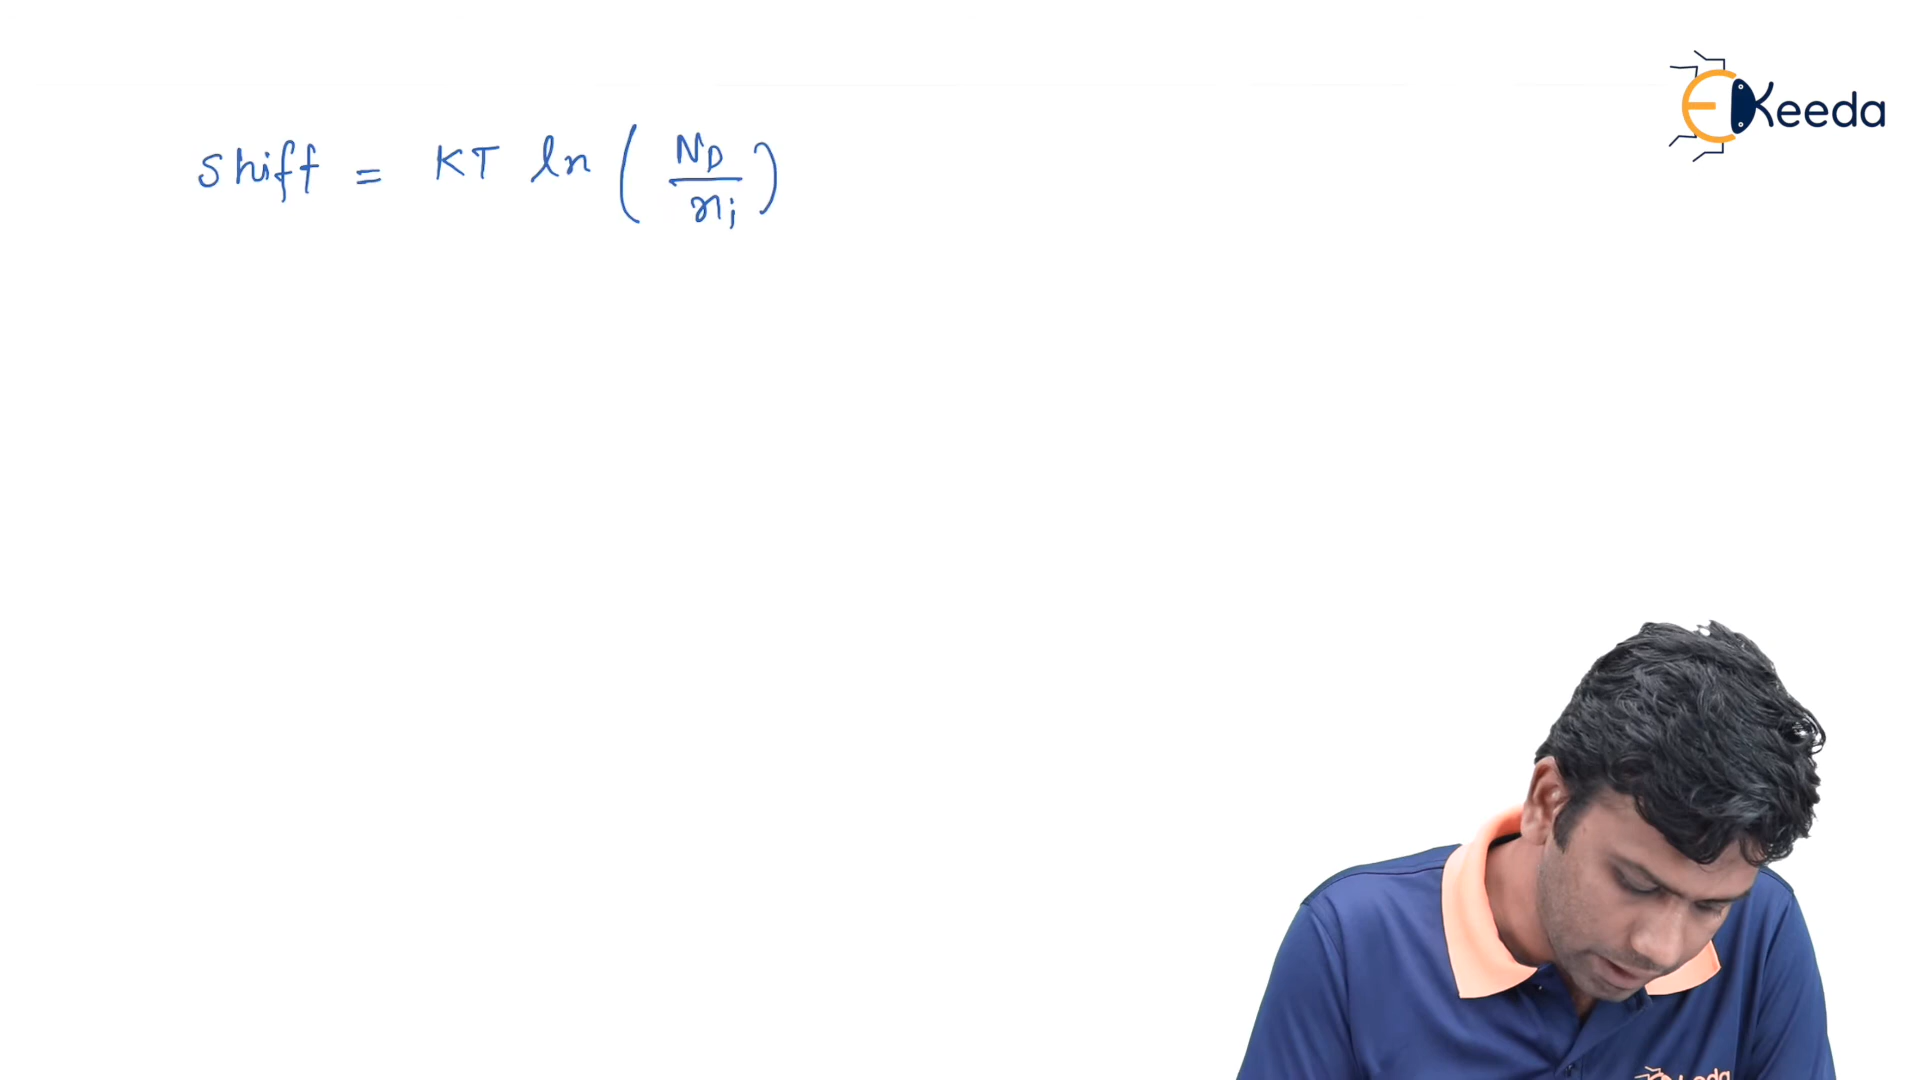 EKeeda
Shift = KT ln ( N_D / n_i )